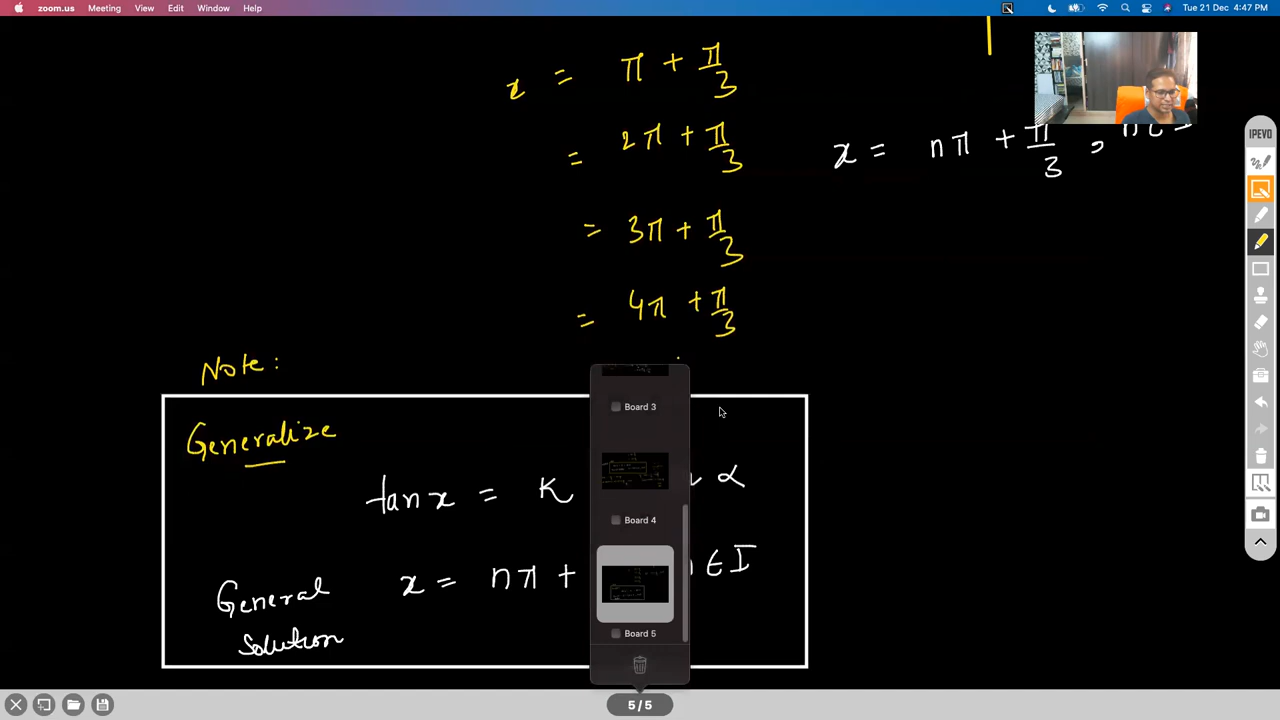 zoom.us Meeting View Edit Window Help Tue 21 Dec 4:47 PM
x = π + π/3
= 2π + π/3
x = nπ + π/3,
= 3π + π/3
= 4π + π/3
Note:
IPEVO
Generalize
tan x = K α
General Solution x = nπ + n ∈ I
Board 3
Board 4
Board 5
5/5